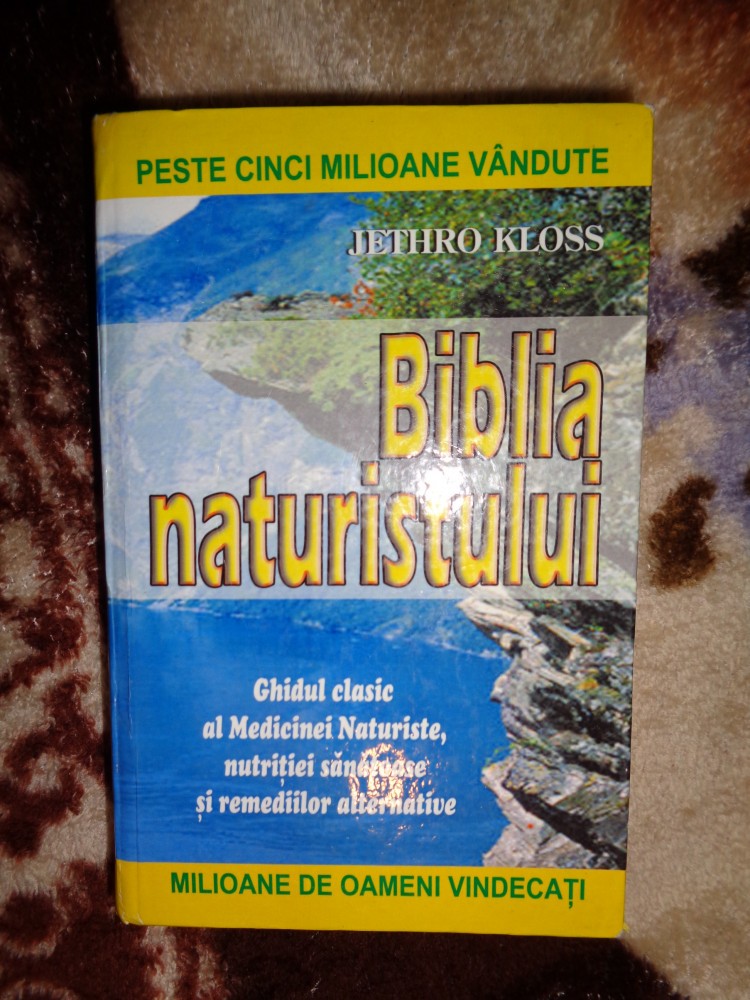 PESTE CINCI MILIOANE VÂNDUTE
JETHRO KLOSS
Biblia
naturistului
Ghidul clasic
al Medicinei Naturiste,
nutriției sănătoase
și remediilor alternative
MILIOANE DE OAMENI VINDECAȚI